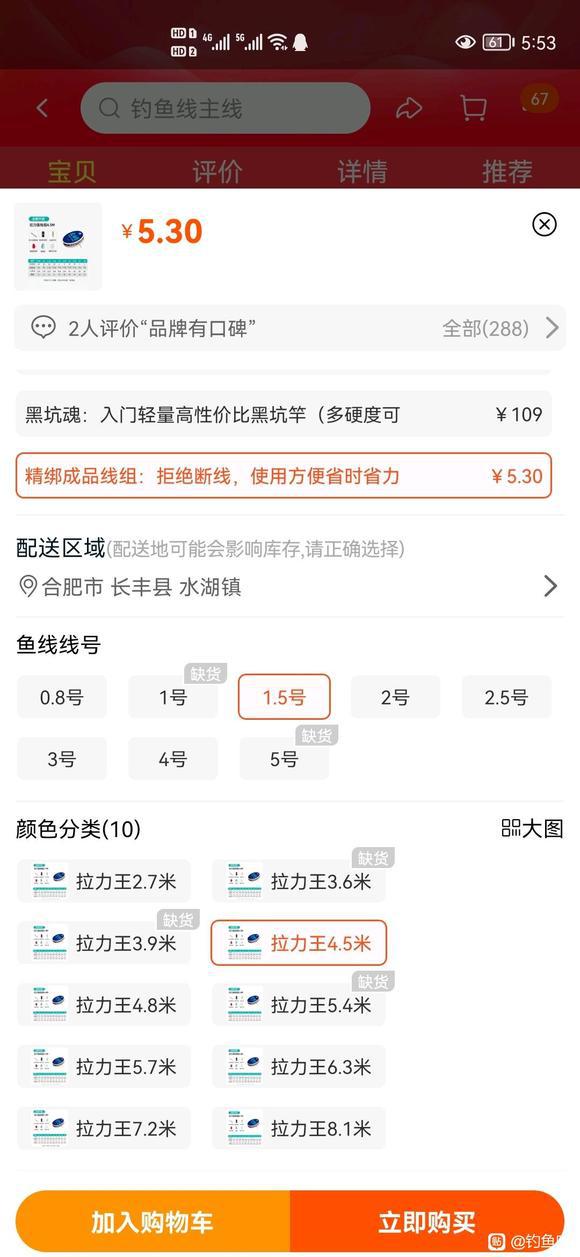 HD 1 4G 5G 61 5:53
HD 2
钓鱼线主线 67
宝贝 评价 详情 推荐
¥5.30
2人评价“品牌有口碑” 全部(288)
黑坑魂：入门轻量高性价比黑坑竿（多硬度可 ¥109
精绑成品线组：拒绝断线，使用方便省时省力 ¥5.30
配送区域(配送地可能会影响库存,请正确选择)
合肥市 长丰县 水湖镇
鱼线线号
缺货
0.8号 1号 1.5号 2号 2.5号
缺货
3号 4号 5号
颜色分类(10) 大图
缺货
拉力王2.7米 拉力王3.6米
缺货
拉力王3.9米 拉力王4.5米
缺货
拉力王4.8米 拉力王5.4米
拉力王5.7米 拉力王6.3米
拉力王7.2米 拉力王8.1米
加入购物车 立即购买
贴 @钓鱼